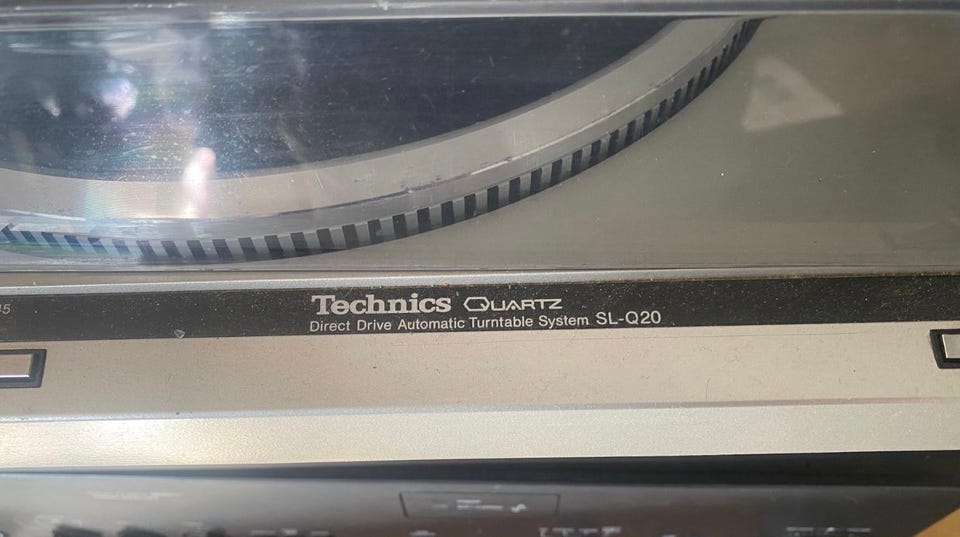 Technics QUARTZ
Direct Drive Automatic Turntable System SL-Q20